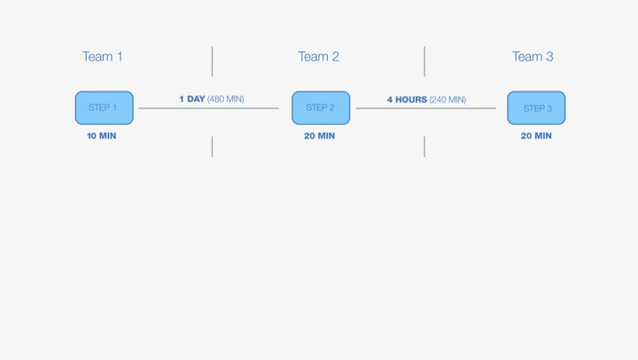 Team 1
Team 2
Team 3
STEP 1
1 DAY (480 MIN)
STEP 2
4 HOURS (240 MIN)
STEP 3
10 MIN
20 MIN
20 MIN